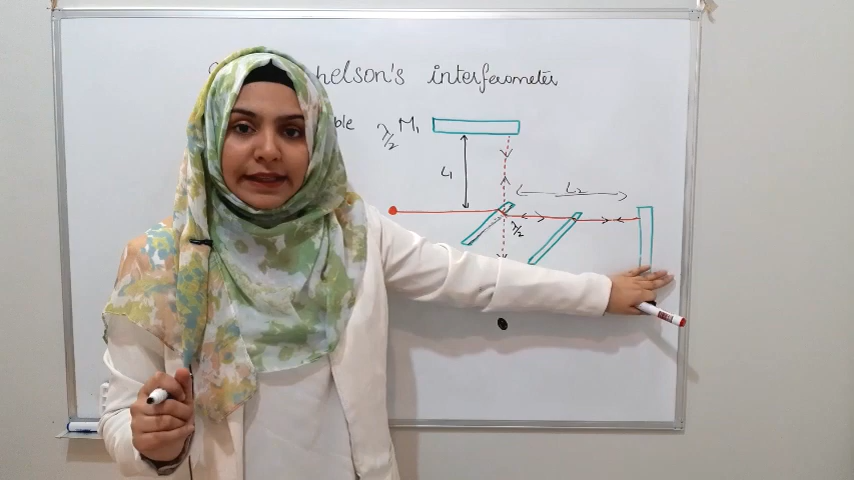 helson's interferometer
ble λ/2 M₁
L₁
L₂
λ/2